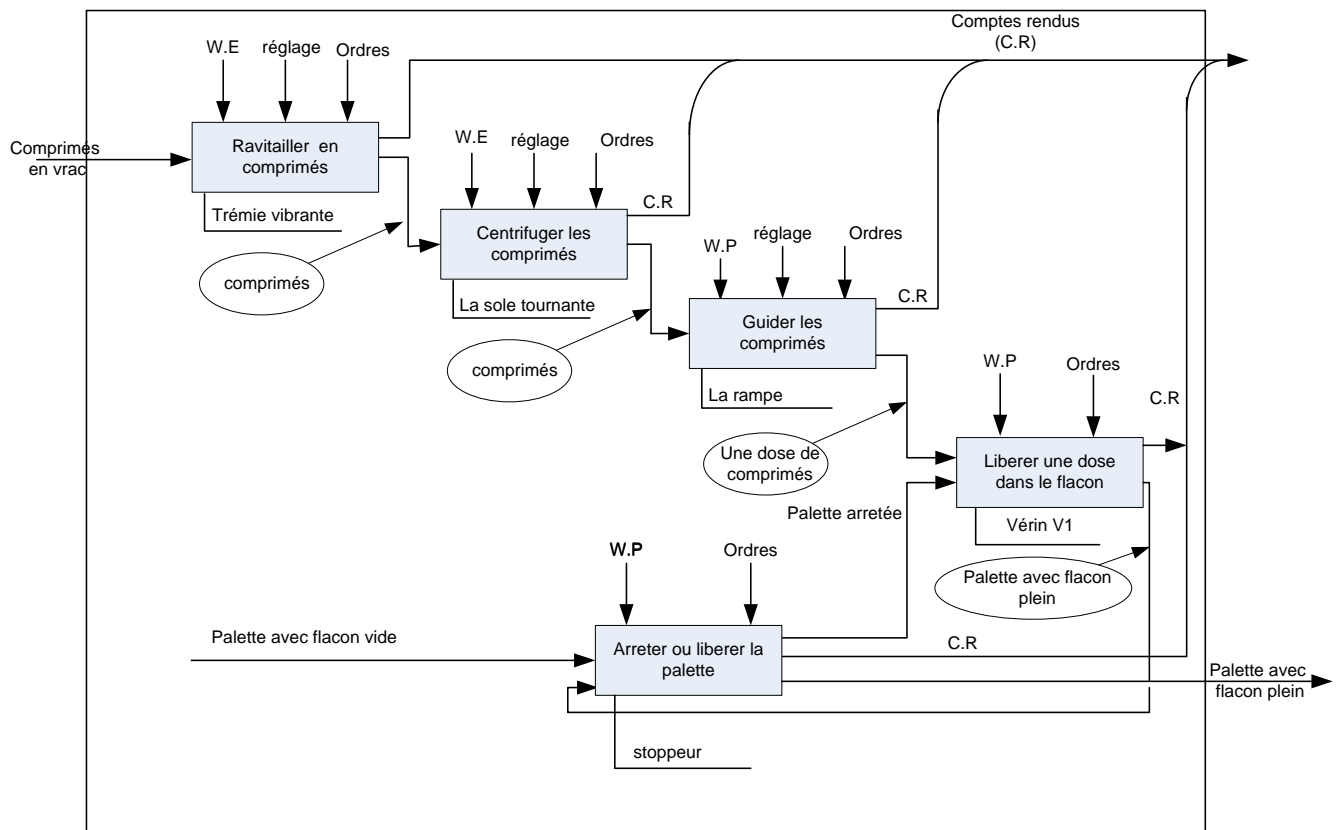 Comptes rendus
(C.R)
W.E
réglage
Ordres
Comprimés
en vrac
Ravitailler en
comprimés
Trémie vibrante
comprimés
W.E
réglage
Ordres
C.R
Centrifuger les
comprimés
La sole tournante
comprimés
W.P
réglage
Ordres
C.R
Guider les
comprimés
La rampe
Une dose de
comprimés
W.P
Ordres
C.R
Liberer une dose
dans le flacon
Vérin V1
Palette arretée
Palette avec flacon
plein
W.P
Ordres
Palette avec flacon vide
Arreter ou liberer la
palette
C.R
Palette avec
flacon plein
stoppeur